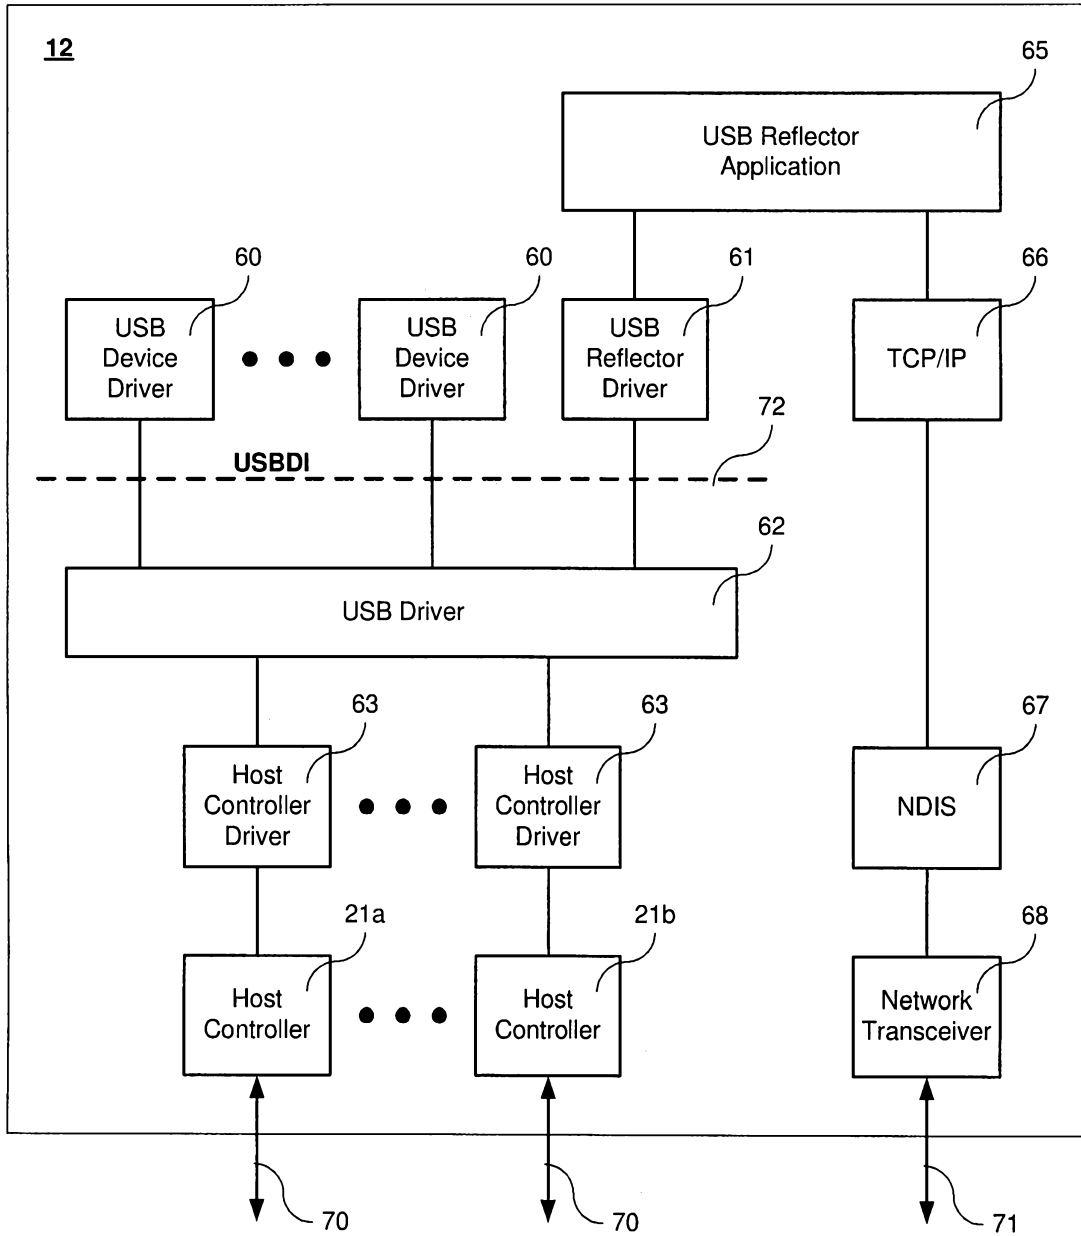 12
65
USB Reflector
Application
60
60
61
66
USB
Device
Driver
USB
Device
Driver
USB
Reflector
Driver
TCP/IP
72
USBDI
62
USB Driver
63
63
67
Host
Controller
Driver
Host
Controller
Driver
NDIS
21a
21b
68
Host
Controller
Host
Controller
Network
Transceiver
70
70
71